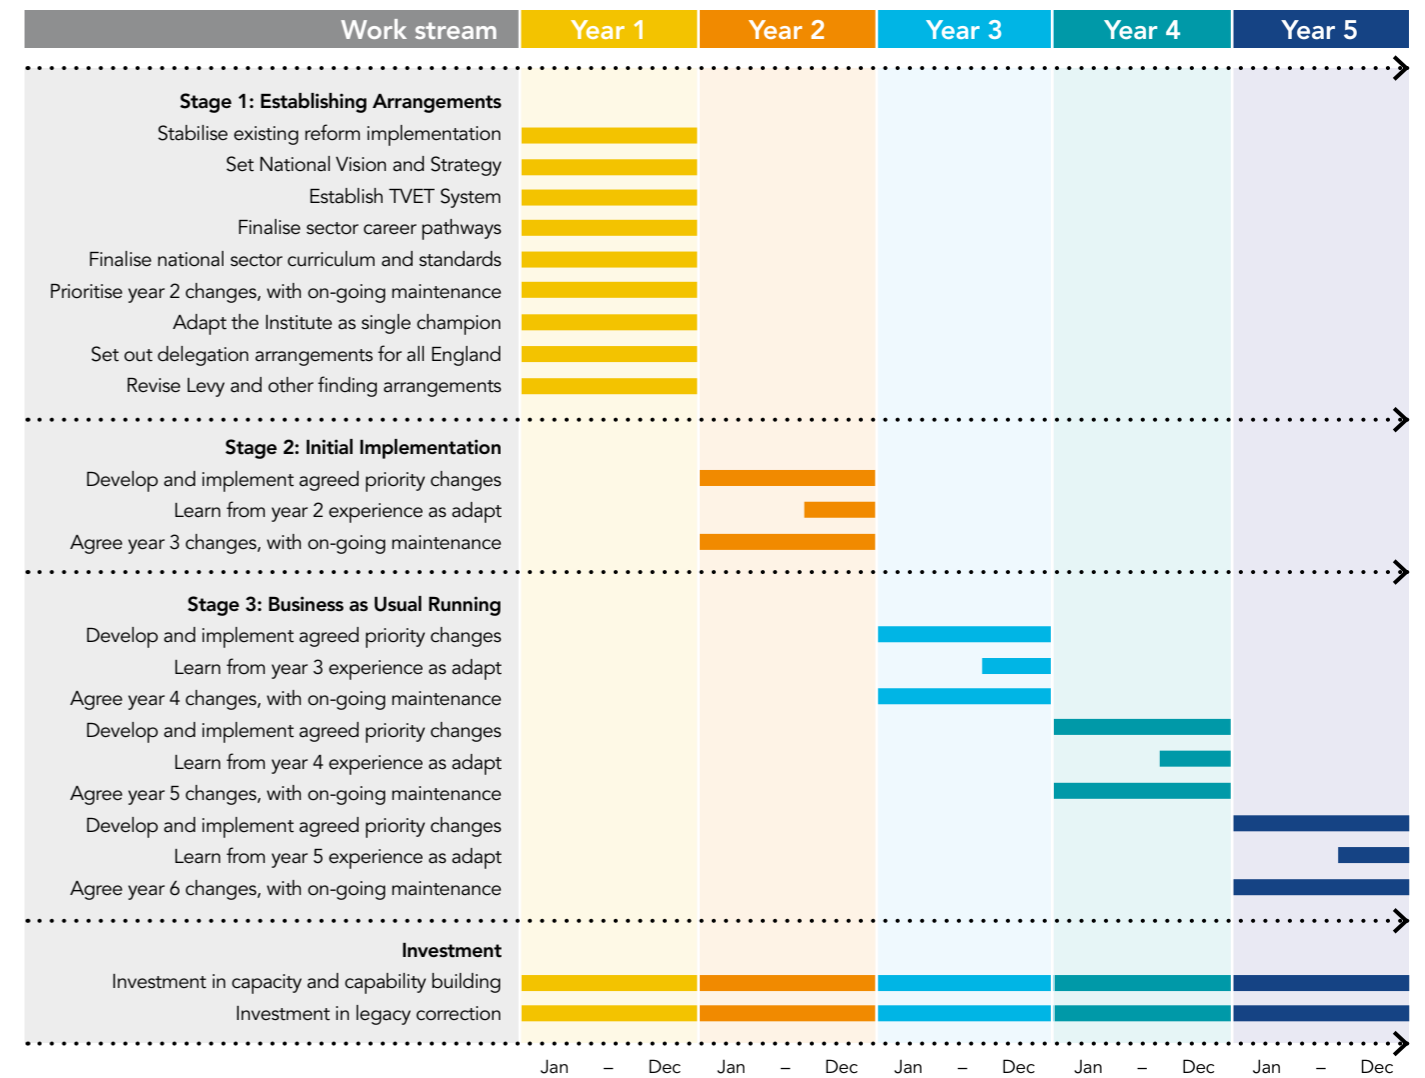 Work stream Year 1 Year 2 Year 3 Year 4 Year 5
Stage 1: Establishing Arrangements
Stabilise existing reform implementation
Set National Vision and Strategy
Establish TVET System
Finalise sector career pathways
Finalise national sector curriculum and standards
Prioritise year 2 changes, with on-going maintenance
Adapt the Institute as single champion
Set out delegation arrangements for all England
Revise Levy and other finding arrangements
Stage 2: Initial Implementation
Develop and implement agreed priority changes
Learn from year 2 experience as adapt
Agree year 3 changes, with on-going maintenance
Stage 3: Business as Usual Running
Develop and implement agreed priority changes
Learn from year 3 experience as adapt
Agree year 4 changes, with on-going maintenance
Develop and implement agreed priority changes
Learn from year 4 experience as adapt
Agree year 5 changes, with on-going maintenance
Develop and implement agreed priority changes
Learn from year 5 experience as adapt
Agree year 6 changes, with on-going maintenance
Investment
Investment in capacity and capability building
Investment in legacy correction
Jan – Dec Jan – Dec Jan – Dec Jan – Dec Jan – Dec